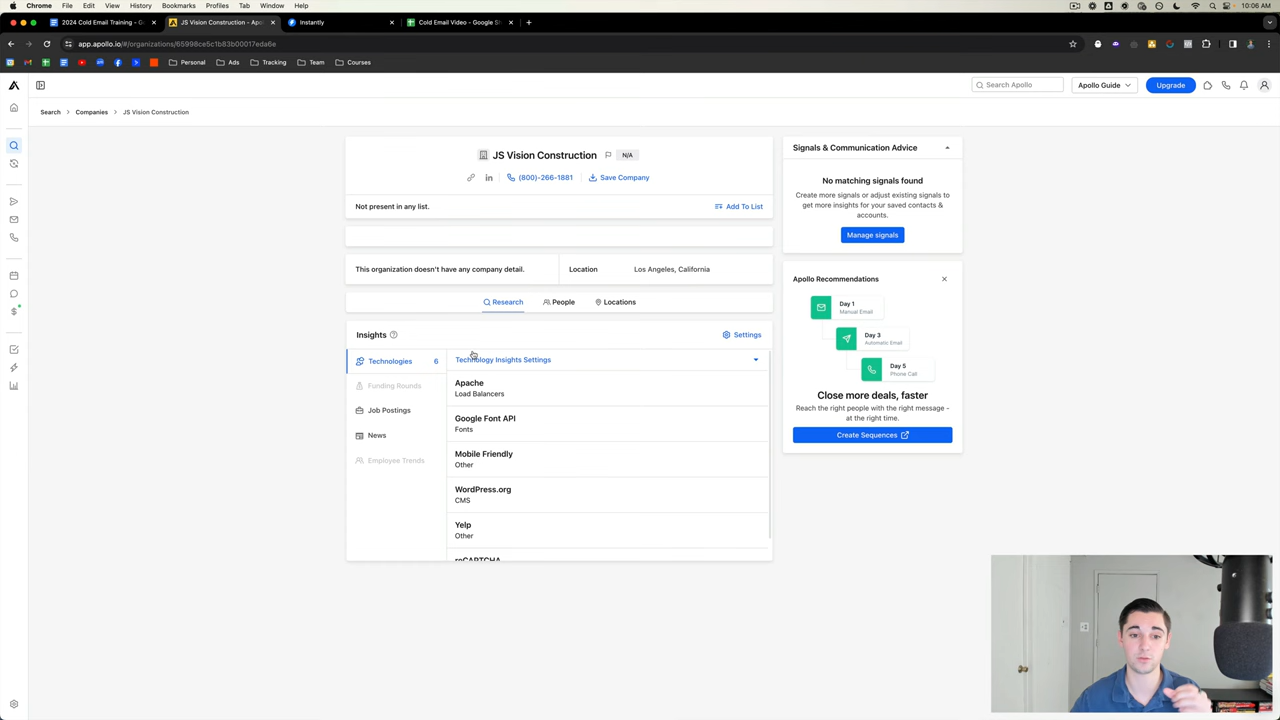 Chrome File Edit View History Bookmarks Profiles Tab Window Help
10:06 AM
2024 Cold Email Training - G
JS Vision Construction - Apol
Instantly
Cold Email Video - Google Sh
app.apollo.io/#/organizations/65998ce5c1b83b00017eda6e
Personal
Ads
Tracking
Team
Courses
Search Apollo
Apollo Guide
Upgrade
Search > Companies > JS Vision Construction
JS Vision Construction
N/A
(800)-266-1881
Save Company
Not present in any list.
Add To List
This organization doesn't have any company detail.
Location
Los Angeles, California
Research
People
Locations
Insights
Settings
Technologies 6
Funding Rounds
Job Postings
News
Employee Trends
Technology Insights Settings
Apache
Load Balancers
Google Font API
Fonts
Mobile Friendly
Other
WordPress.org
CMS
Yelp
Other
reCAPTCHA
Signals & Communication Advice
No matching signals found
Create more signals or adjust existing signals to
get more insights for your saved contacts &
accounts.
Manage signals
Apollo Recommendations
Day 1
Manual Email
Day 3
Automatic Email
Day 5
Phone Call
Close more deals, faster
Reach the right people with the right message -
at the right time.
Create Sequences